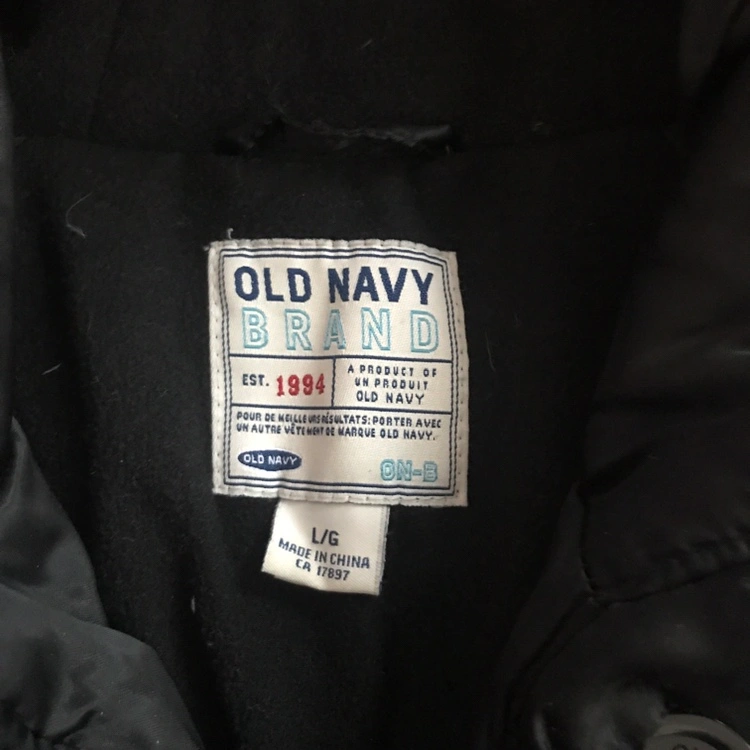 OLD NAVY
BRAND
EST. 1994
A PRODUCT OF
UN PRODUIT
OLD NAVY
POUR DE MEILLEURS RÉSULTATS: PORTER AVEC
UN AUTRE VÊTEMENT DE MARQUE OLD NAVY.
OLD NAVY
ON-B
L/G
MADE IN CHINA
CA 17897